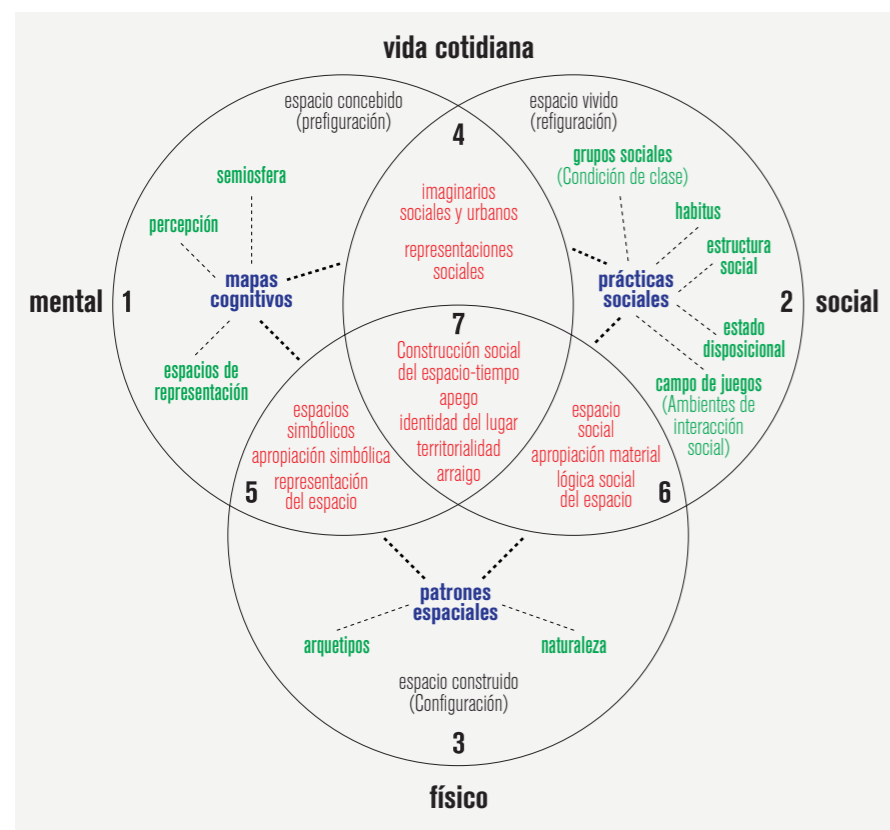 vida cotidiana
espacio concebido
(prefiguración)
espacio vivido
(refiguración)
4
grupos sociales
(Condición de clase)
semiosfera
imaginarios
sociales y urbanos
habitus
percepción
representaciones
sociales
estructura
social
mental
1
mapas
cognitivos
prácticas
sociales
2
social
7
estado
disposicional
Construcción social
del espacio-tiempo
apego
identidad del lugar
territorialidad
arraigo
espacios de
representación
campo de juegos
(Ambientes de
interacción
social)
espacios
simbólicos
apropiación simbólica
representación
del espacio
5
espacio
social
apropiación material
lógica social
del espacio
6
patrones
espaciales
arquetipos
naturaleza
espacio construido
(Configuración)
3
físico